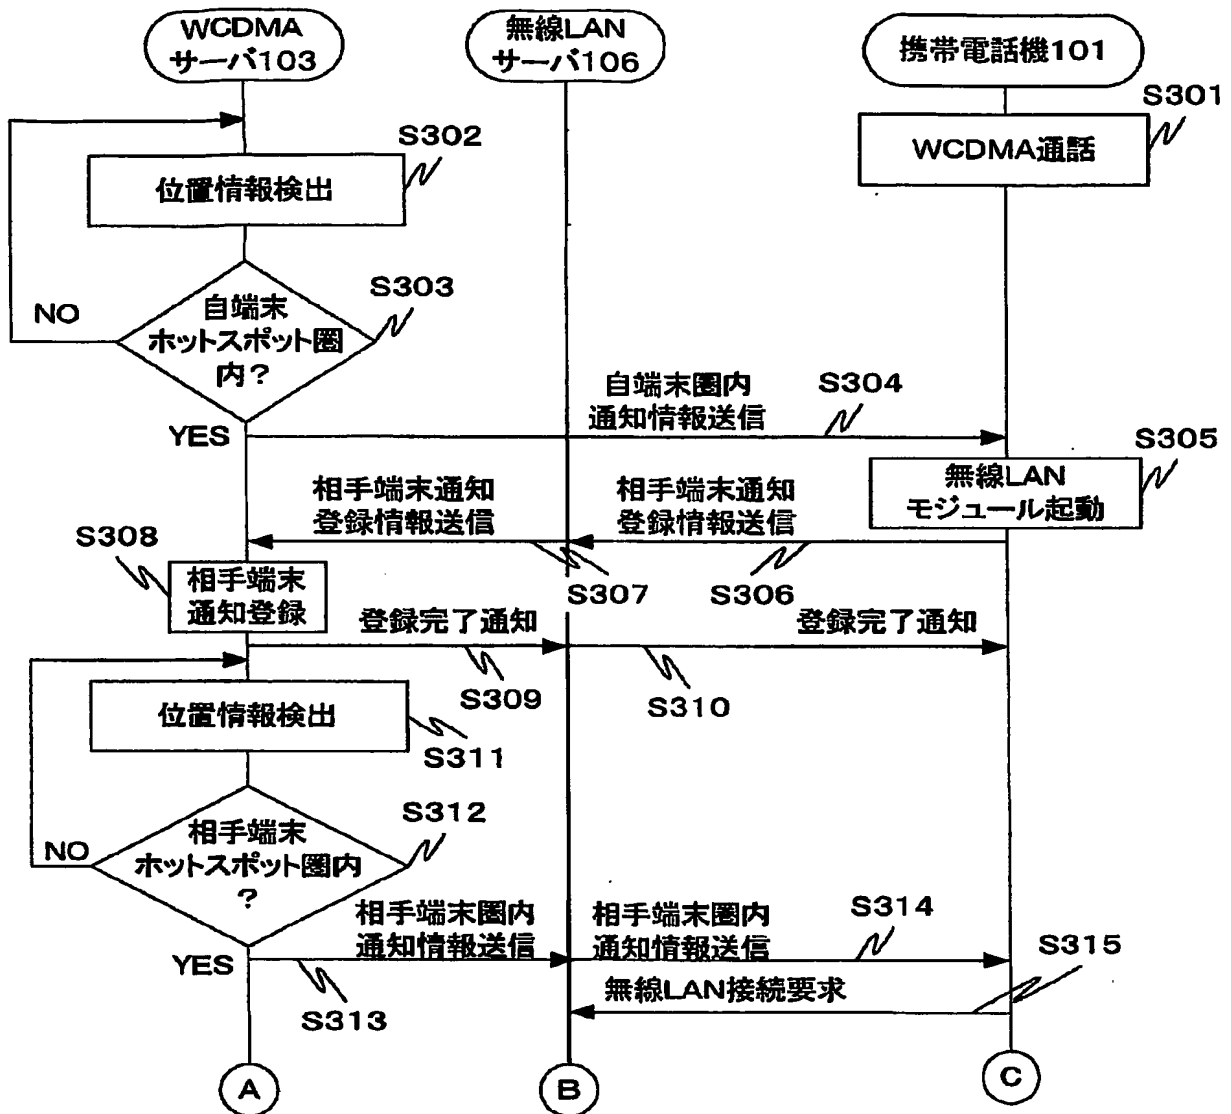 WCDMA
サーバ103
無線LAN
サーバ106
携帯電話機101
S301
WCDMA通話
S302
位置情報検出
S303
自端末
ホットスポット圏
内?
NO
YES
自端末圏内
通知情報送信
S304
S305
無線LAN
モジュール起動
相手端末通知
登録情報送信
相手端末通知
登録情報送信
S307
S306
S308
相手端末
通知登録
登録完了通知
登録完了通知
S309
S310
位置情報検出
S311
S312
相手端末
ホットスポット圏内
?
NO
YES
相手端末圏内
通知情報送信
相手端末圏内
通知情報送信
S314
S313
S315
無線LAN接続要求
A
B
C